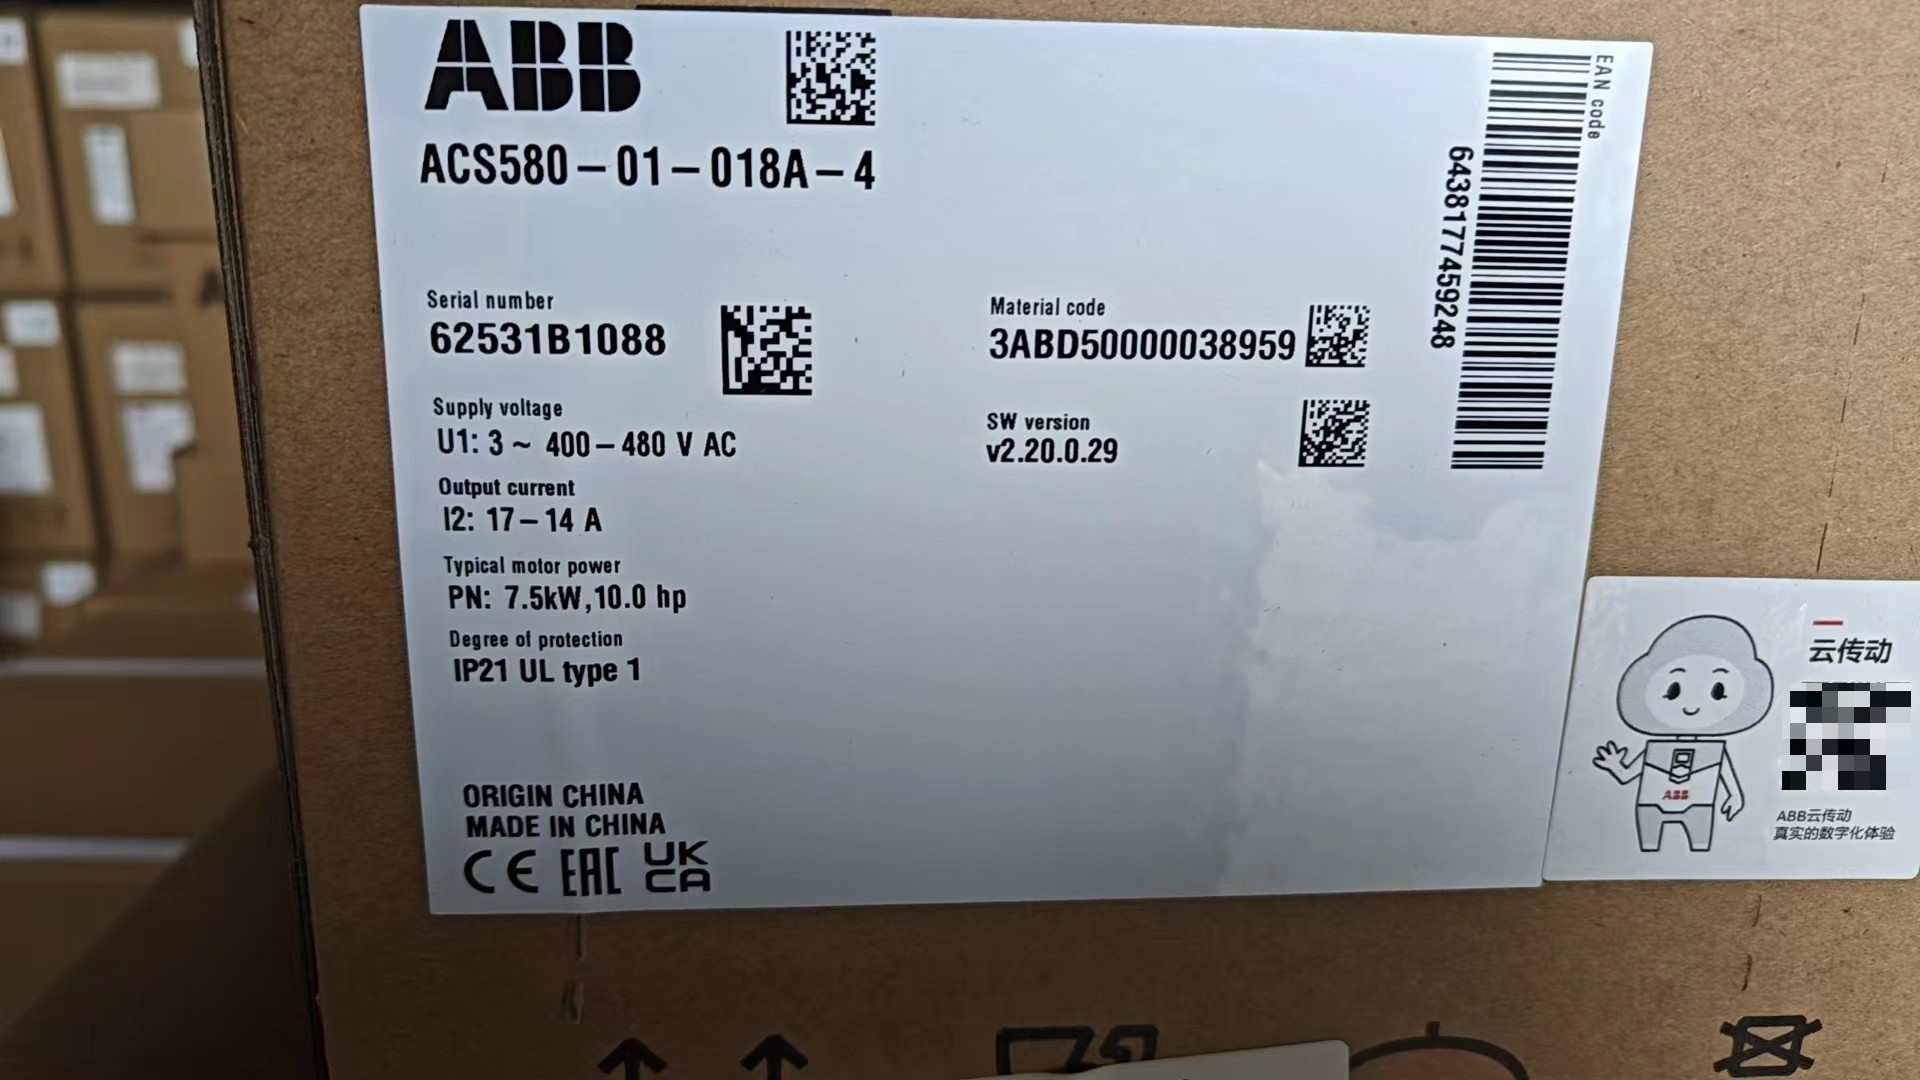 ABB
ACS580-01-018A-4
Serial number
62531B1088
Supply voltage
U1: 3~ 400-480 V AC
Output current
I2: 17-14 A
Typical motor power
PN: 7.5kW,10.0 hp
Degree of protection
IP21 UL type 1
ORIGIN CHINA
MADE IN CHINA
CE EAC UK
CA
Material code
3ABD50000038959
SW version
v2.20.0.29
EAN code
6438177459248
云传动
ABB
ABB云传动
真实的数字化体验